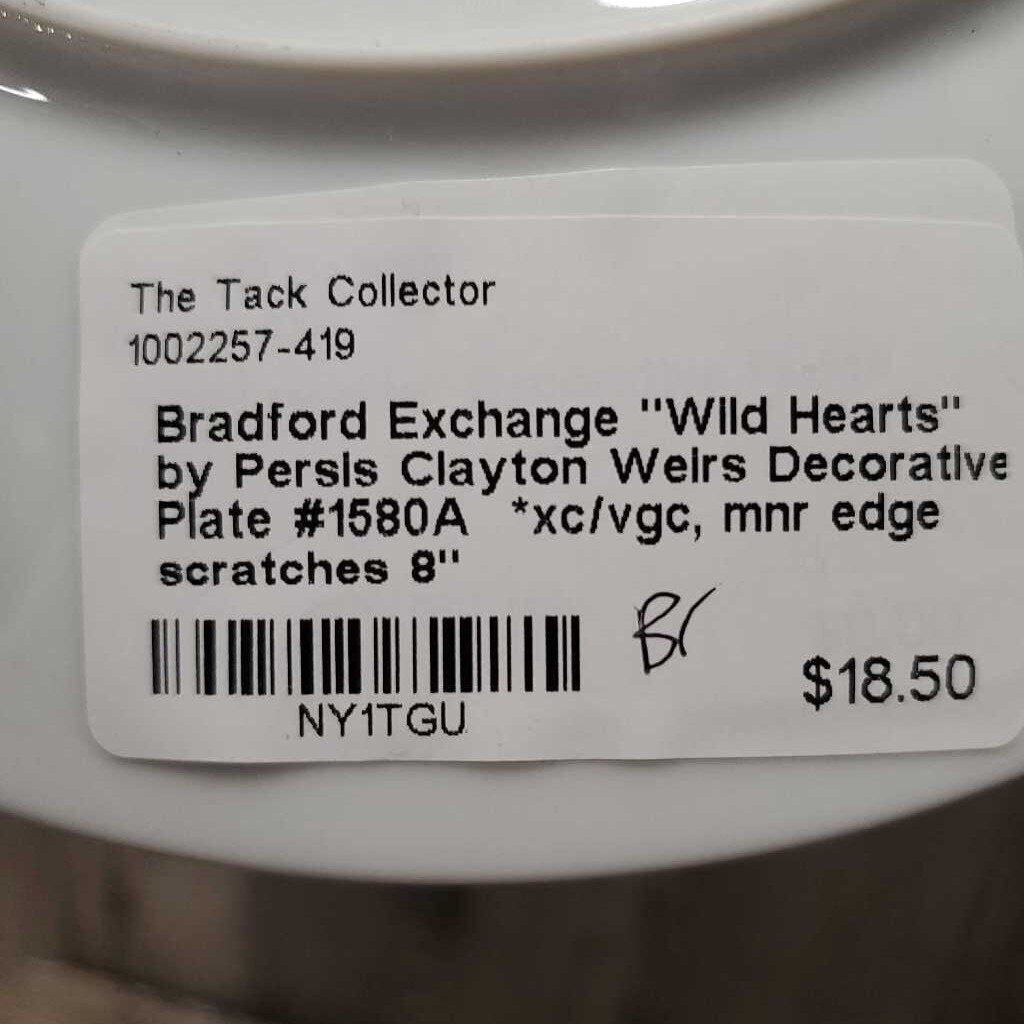 The Tack Collector
1002257-419
Bradford Exchange "Wild Hearts"
by Persis Clayton Weirs Decorative
Plate #1580A *xc/vgc, mnr edge
scratches 8"
Br
NY1TGU
$18.50